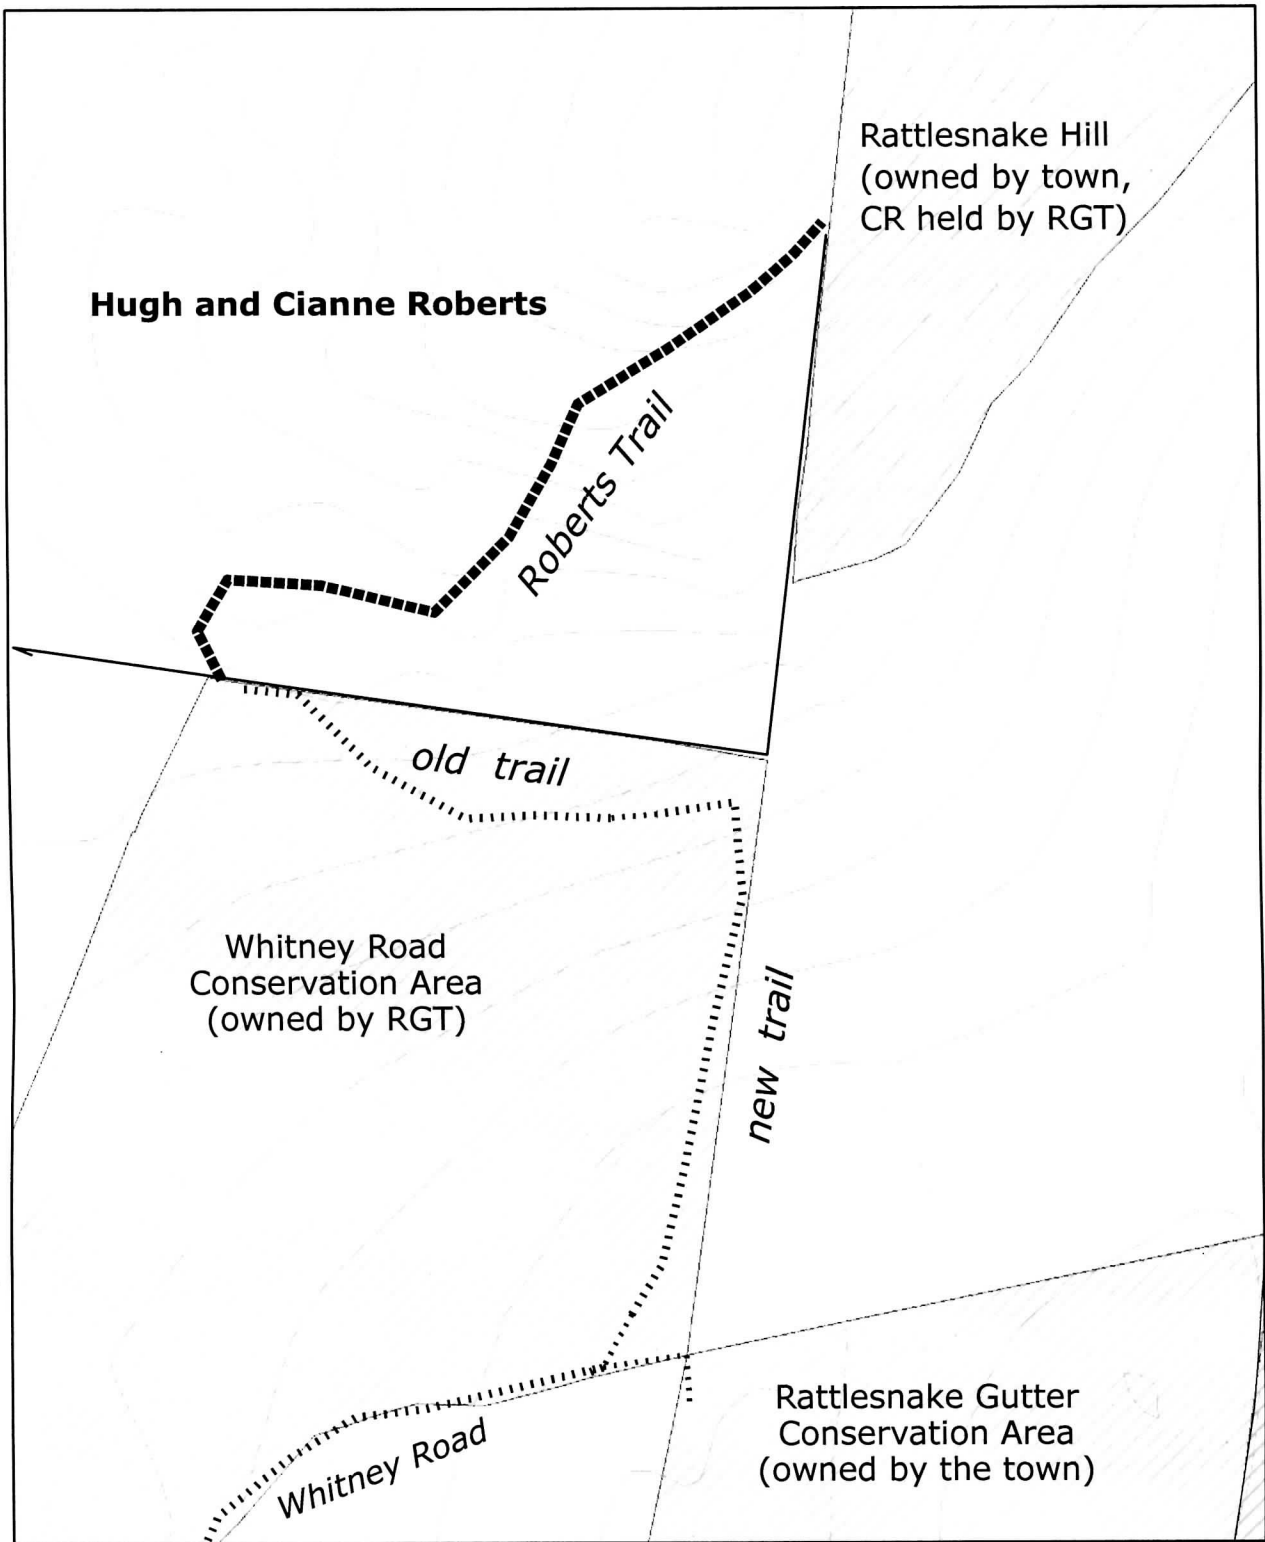 Rattlesnake Hill
(owned by town,
CR held by RGT)
Hugh and Cianne Roberts
Roberts Trail
old trail
Whitney Road
Conservation Area
(owned by RGT)
new trail
Rattlesnake Gutter
Conservation Area
(owned by the town)
Whitney Road